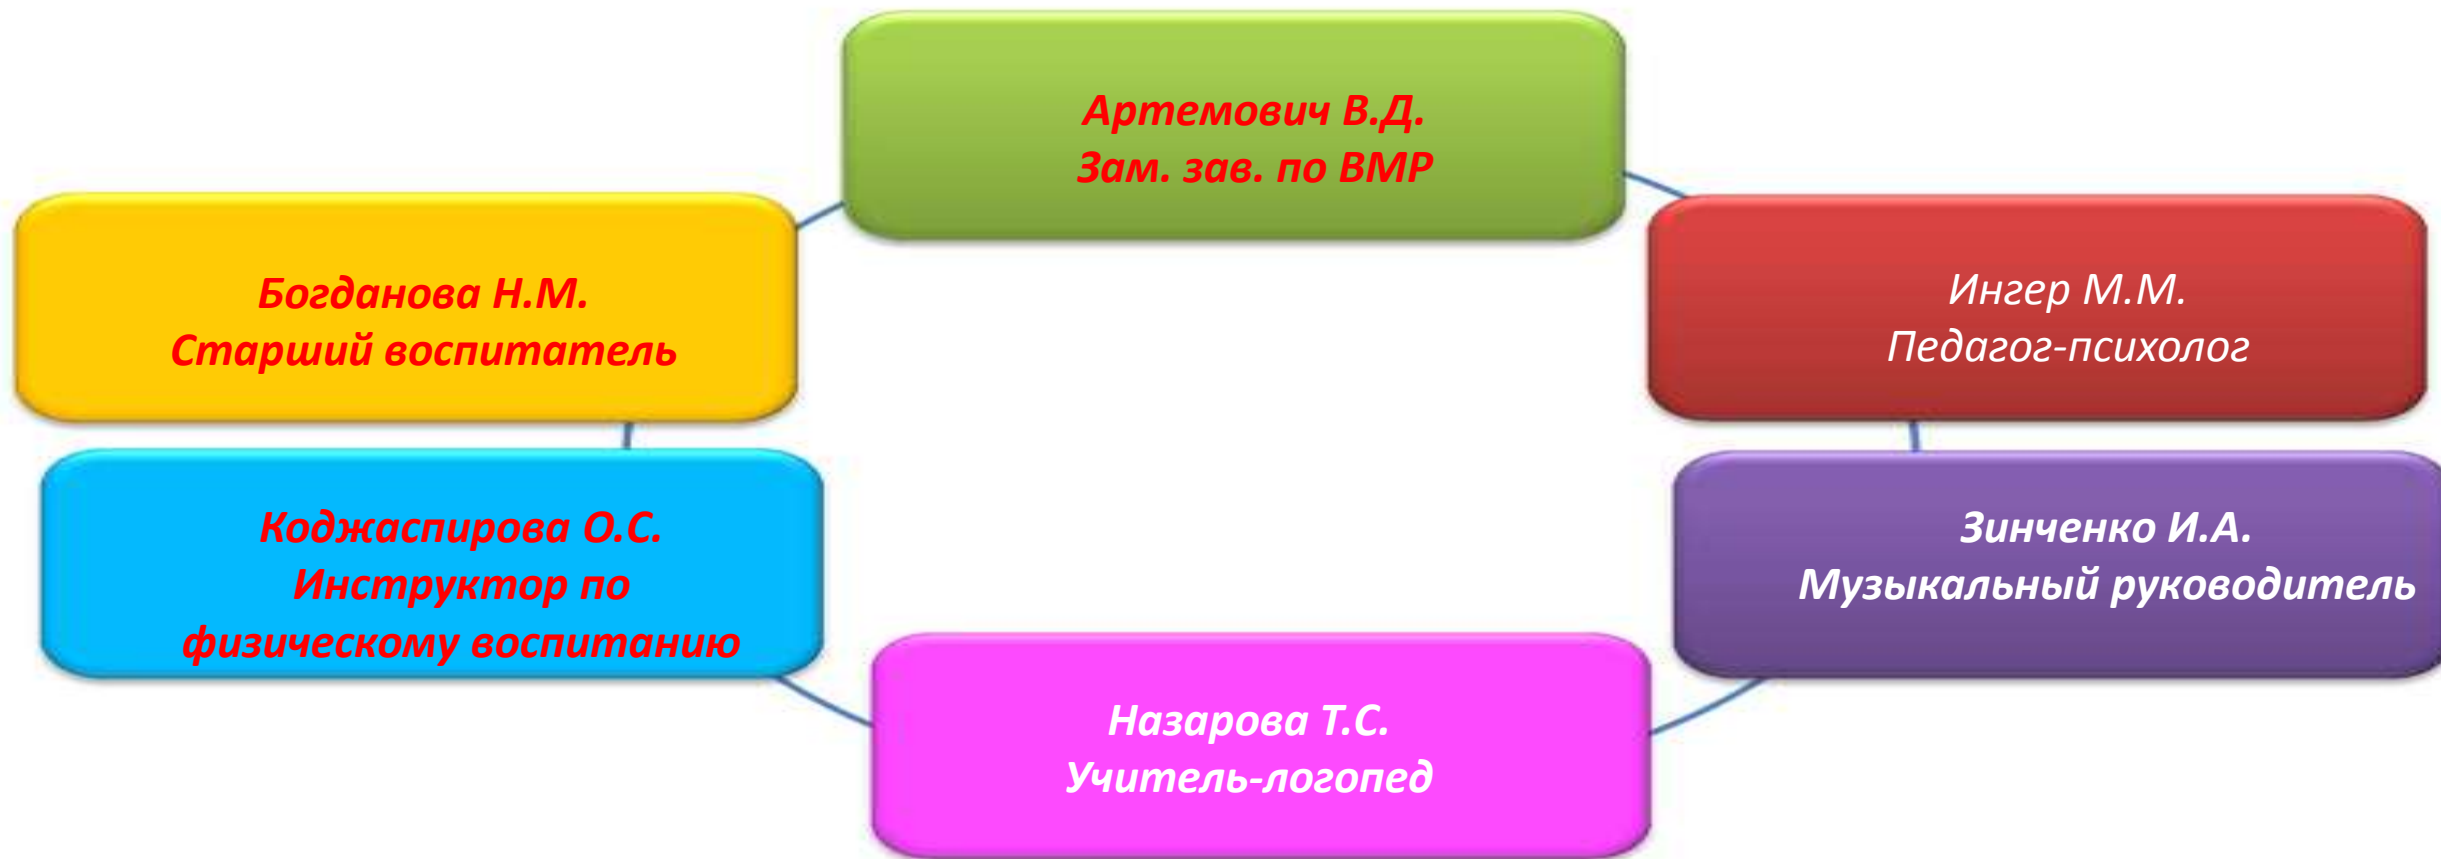 Артемович В.Д.
Зам. зав. по ВМР
Богданова Н.М.
Старший воспитатель
Ингер М.М.
Педагог-психолог
Коджаспирова О.С.
Инструктор по
физическому воспитанию
Зинченко И.А.
Музыкальный руководитель
Назарова Т.С.
Учитель-логопед